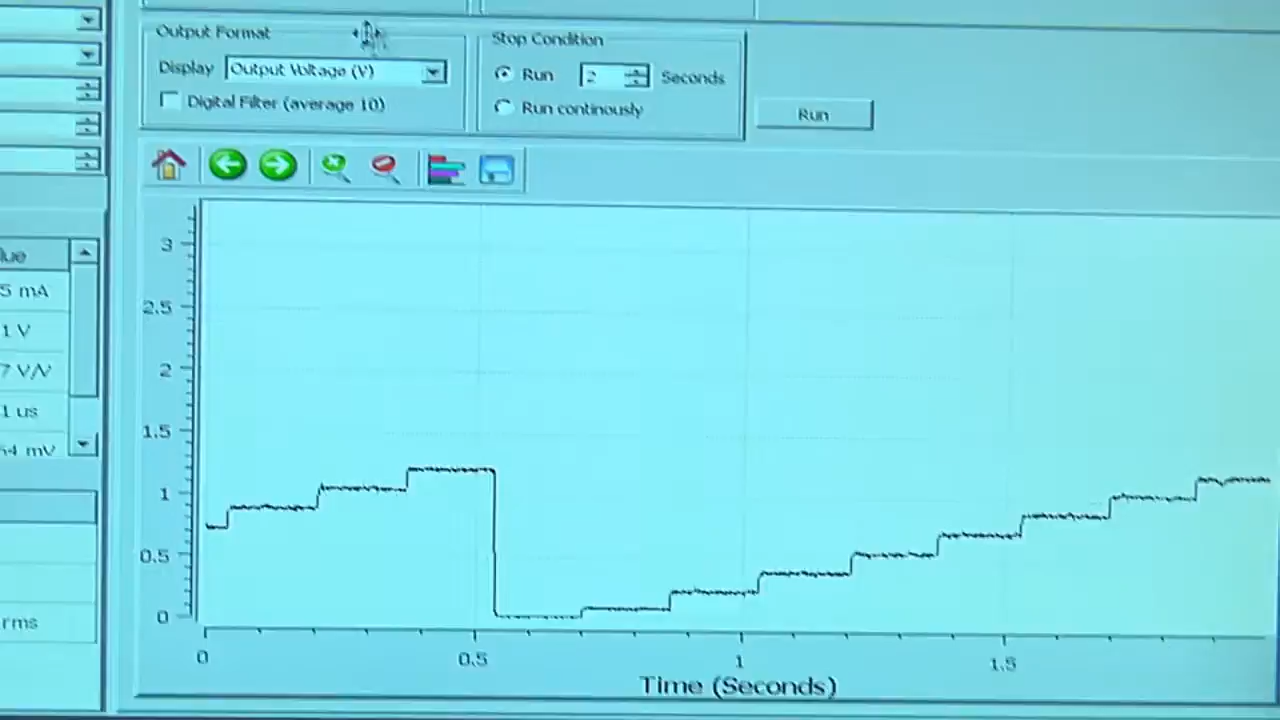 Output Format
Display Output Voltage (V)
Digital Filter (average 10)
Stop Condition
Run 2 Seconds
Run continously
Run
lue
5 mA
1 V
7 V/V
1 us
54 mV
rms
3
2.5
2
1.5
1
0.5
0
0 0.5 1 1.5
Time (Seconds)